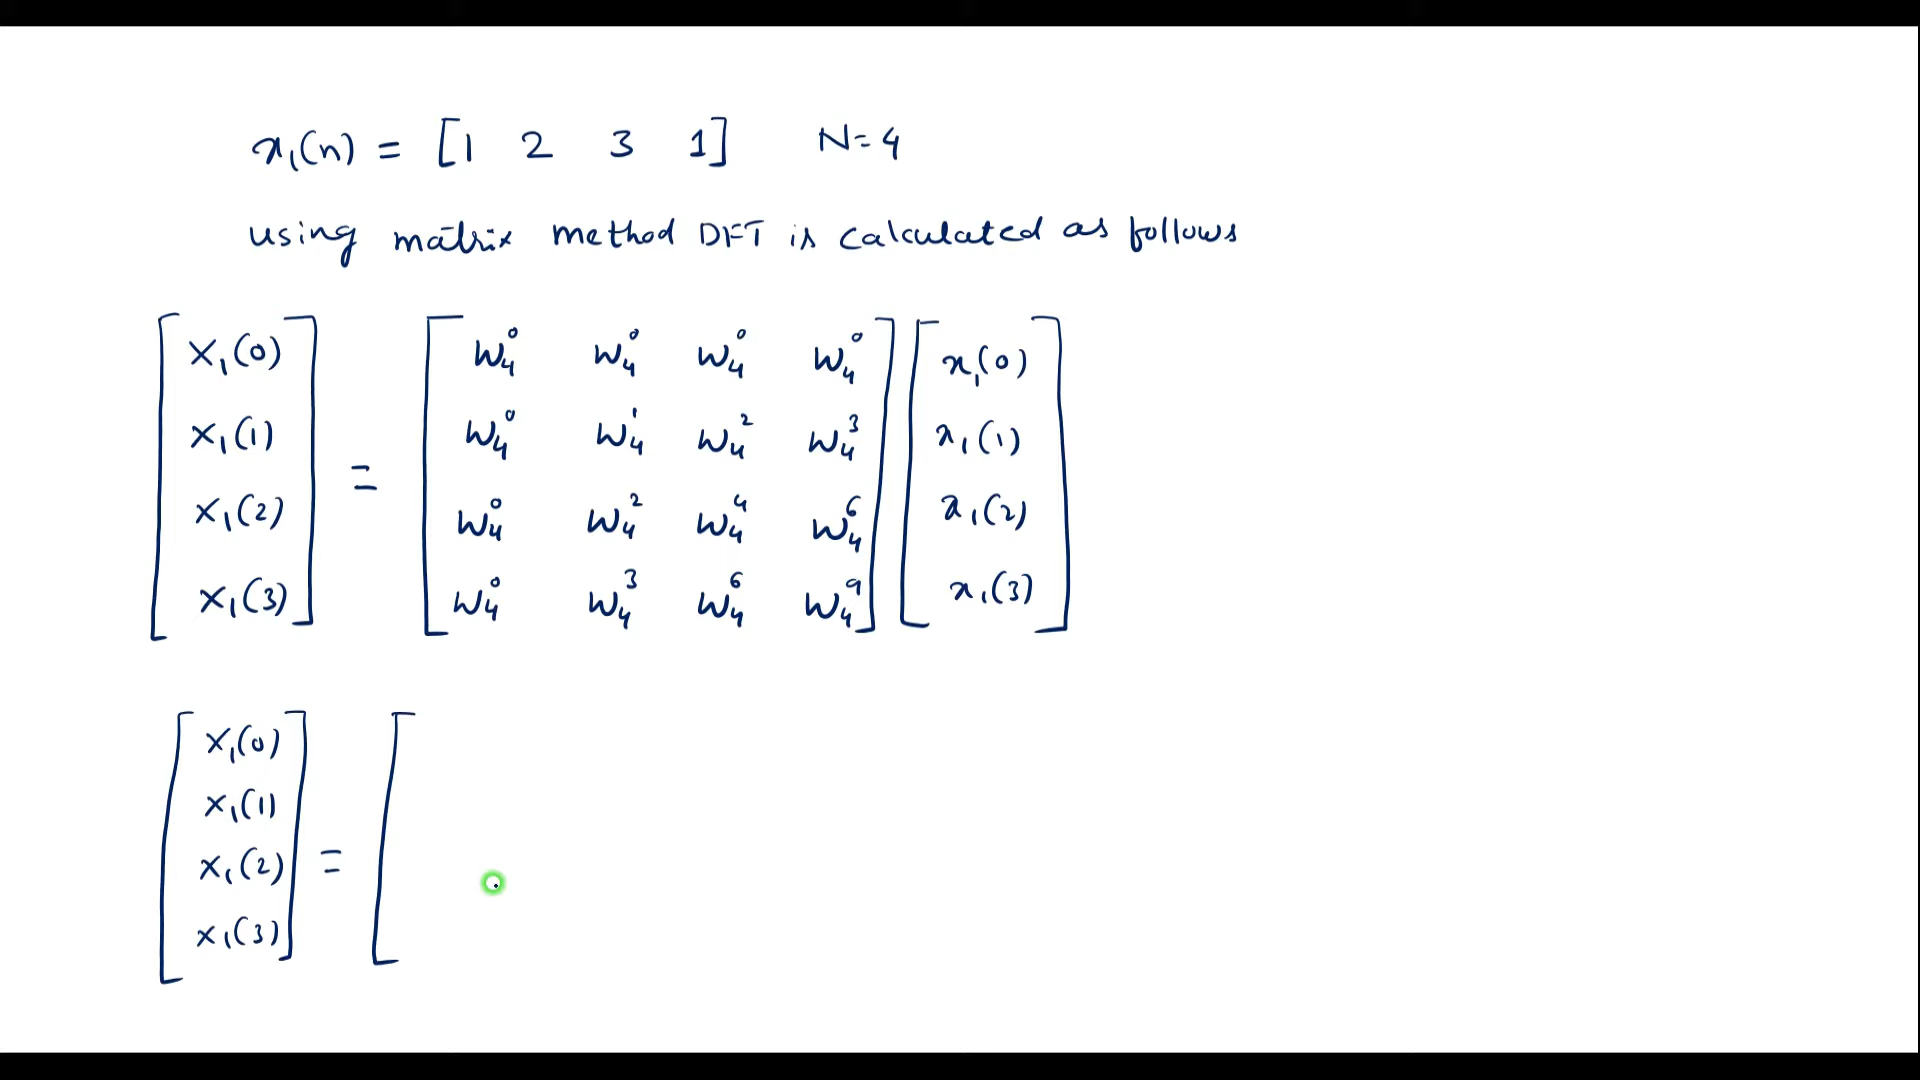 x₁(n) = [1 2 3 1] N=4
using matrix method DFT is calculated as follows
[X₁(0)] [W₄⁰ W₄⁰ W₄⁰ W₄⁰] [x₁(0)]
[X₁(1)] = [W₄⁰ W₄¹ W₄² W₄³] [x₁(1)]
[X₁(2)] [W₄⁰ W₄² W₄⁴ W₄⁶] [x₁(2)]
[X₁(3)] [W₄⁰ W₄³ W₄⁶ W₄⁹] [x₁(3)]
[X₁(0)] [
[X₁(1)]
[X₁(2)] =
[X₁(3)]